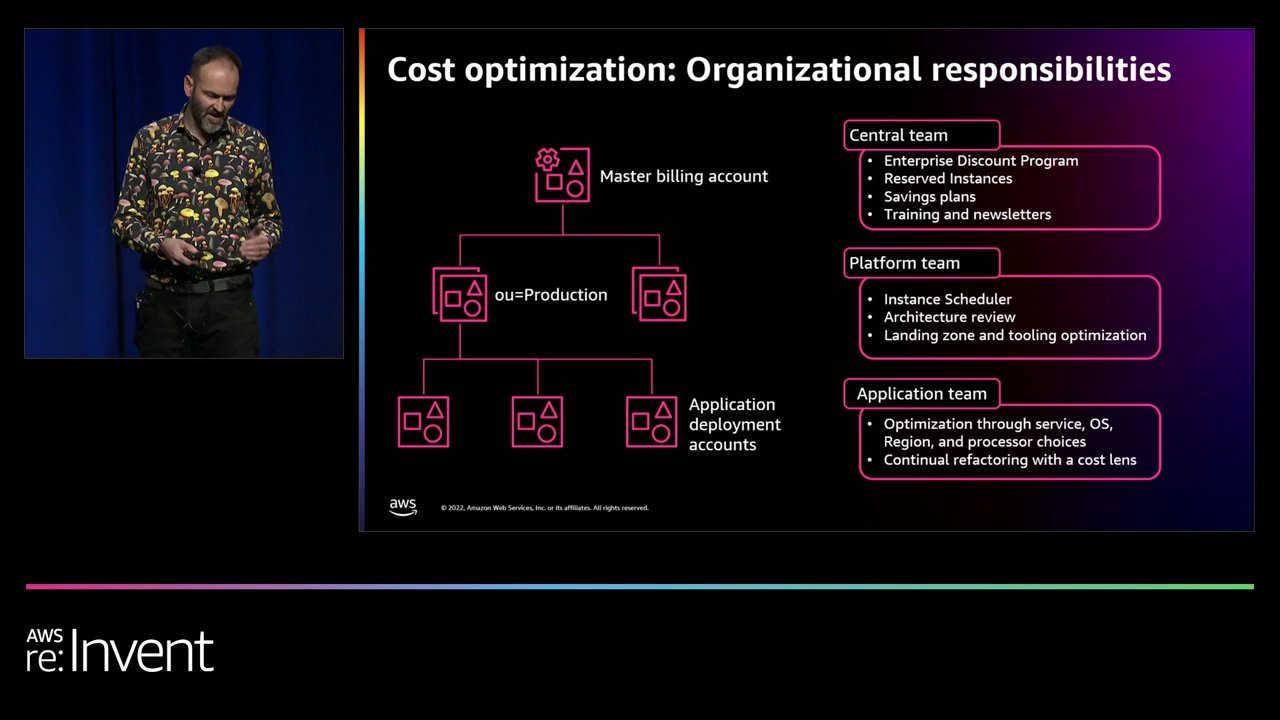 Cost optimization: Organizational responsibilities
Master billing account
ou=Production
Application
deployment
accounts
Central team
• Enterprise Discount Program
• Reserved Instances
• Savings plans
• Training and newsletters
Platform team
• Instance Scheduler
• Architecture review
• Landing zone and tooling optimization
Application team
• Optimization through service, OS,
Region, and processor choices
• Continual refactoring with a cost lens
aws
© 2022, Amazon Web Services, Inc. or its affiliates. All rights reserved.
AWS
re:Invent